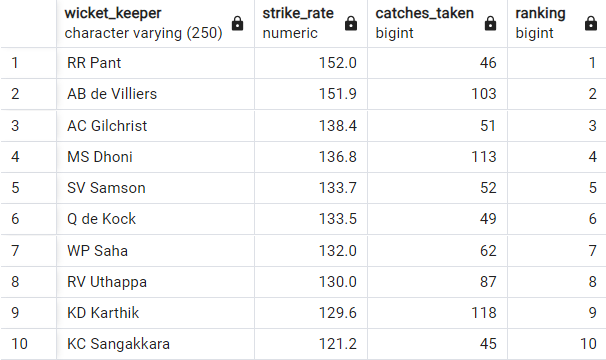 wicket_keeper strike_rate catches_taken ranking
character varying (250) numeric bigint bigint
1 RR Pant 152.0 46 1
2 AB de Villiers 151.9 103 2
3 AC Gilchrist 138.4 51 3
4 MS Dhoni 136.8 113 4
5 SV Samson 133.7 52 5
6 Q de Kock 133.5 49 6
7 WP Saha 132.0 62 7
8 RV Uthappa 130.0 87 8
9 KD Karthik 129.6 118 9
10 KC Sangakkara 121.2 45 10